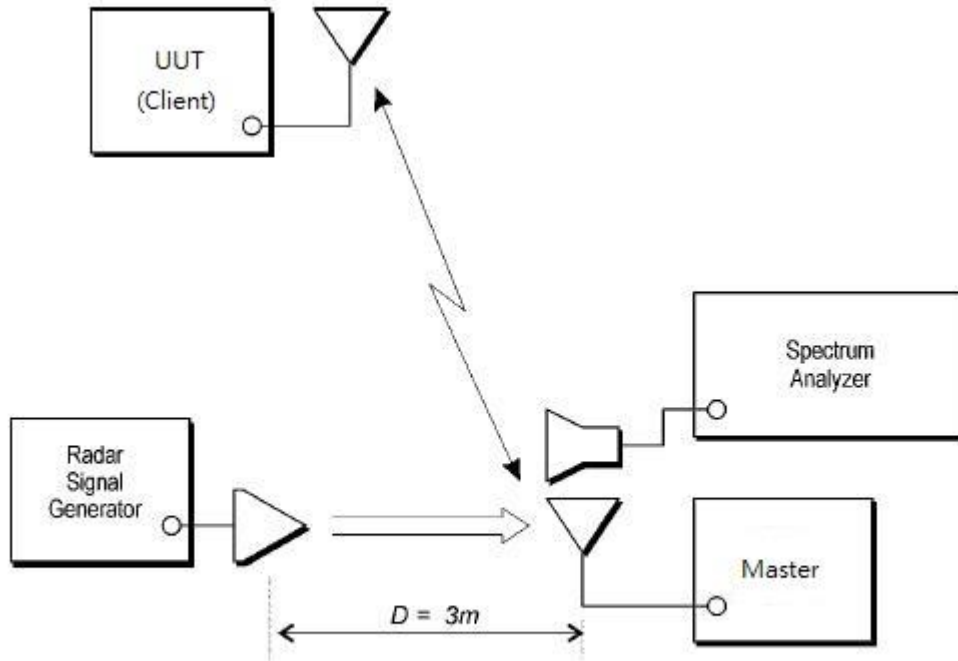 UUT
(Client)
Spectrum
Analyzer
Radar
Signal
Generator
Master
D = 3m